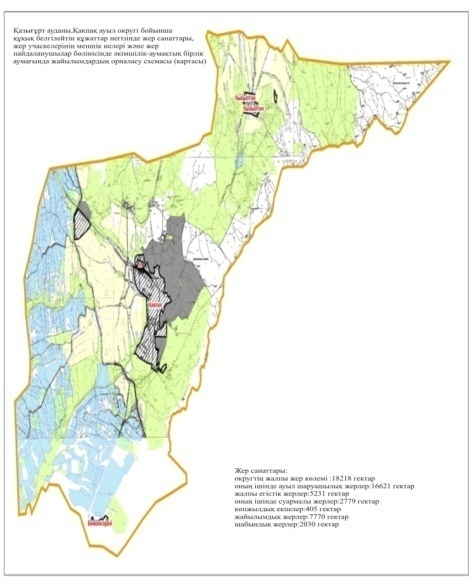 Қазығұрт ауданы,Қақпақ ауыл округі бойынша
құқық белгілейтін құжаттар негізінде жер санаттары,
жер учаскелерінің меншік иелері және жер
пайдаланушылар бөлінісінде әкімшілік-аумақтық бірлік
аумағында жайылымдардың орналасу схемасы (картасы)
Жер санаттары:
округтің жалпы жер көлемі :18218 гектар
оның ішінде ауыл шаруашылық жерлер:16621 гектар
жалпы егістік жерлер:5231 гектар
оның ішінде суармалы жерлер:2779 гектар
көпжылдық екпелер:405 гектар
жайылымдық жерлер:7770 гектар
шабындық жерлер:2030 гектар